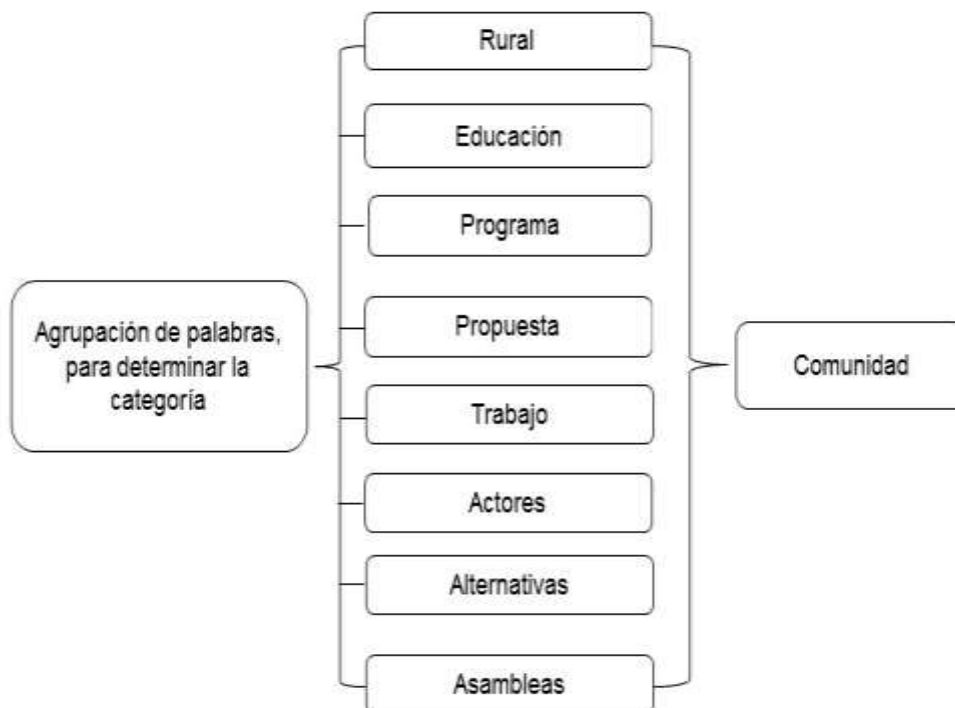 Agrupación de palabras,
para determinar la
categoría
Rural
Educación
Programa
Propuesta
Trabajo
Actores
Alternativas
Asambleas
Comunidad